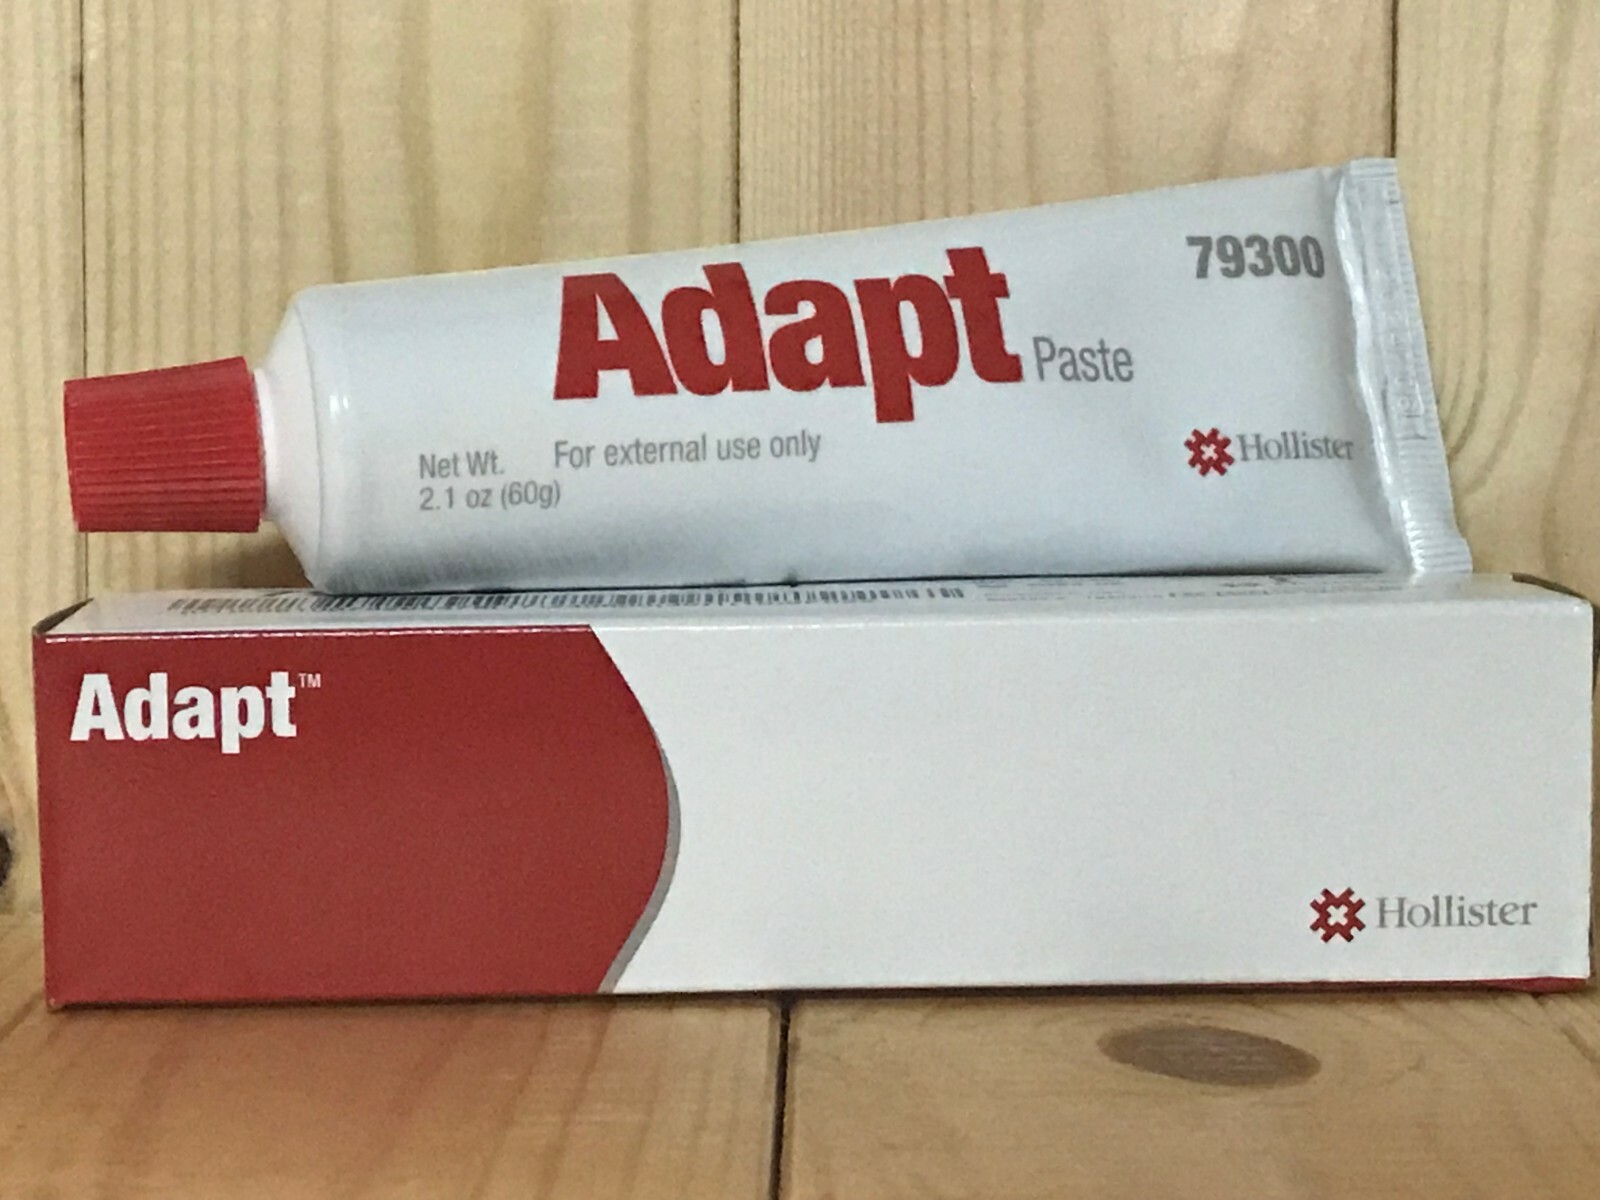 79300
Adapt Paste
Hollister
Net Wt. For external use only
2.1 oz (60g)
Adapt™
Hollister